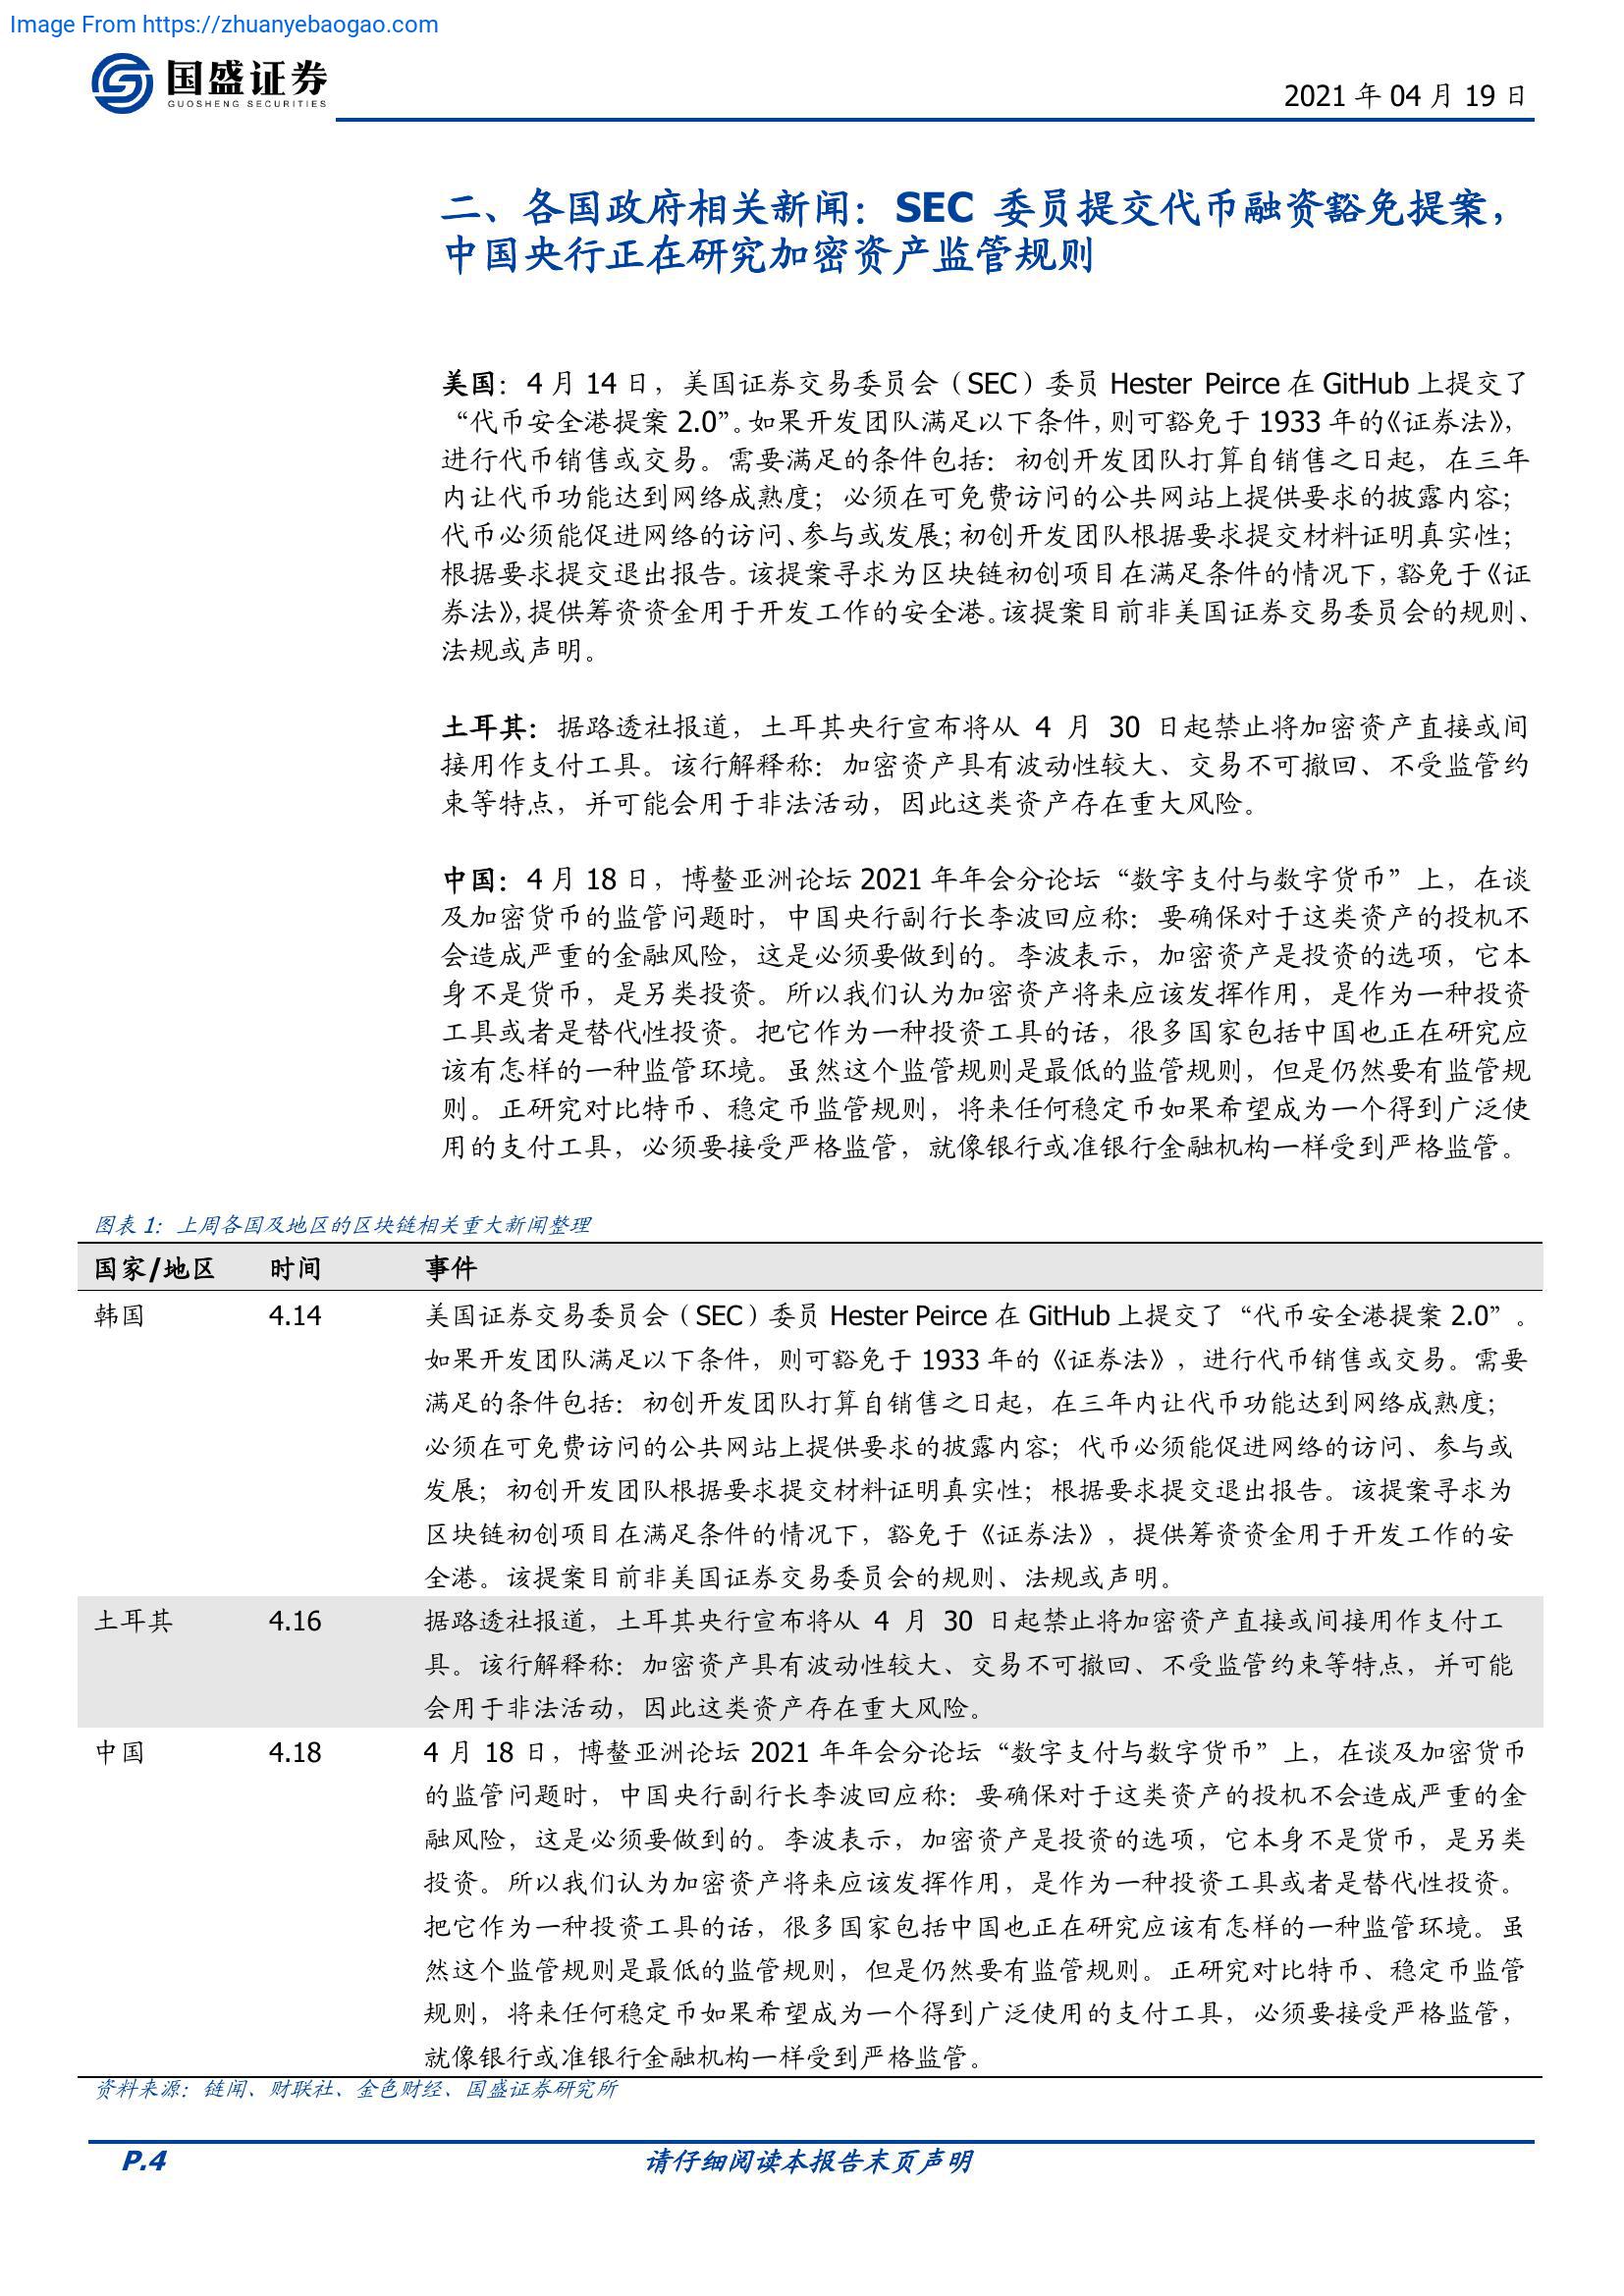 Image From https://zhuanyebaogao.com
国盛证券
GUOSHENG SECURITIES
2021 年 04 月 19 日
二、各国政府相关新闻：SEC 委员提交代币融资豁免提案，
中国央行正在研究加密资产监管规则
美国：4 月 14 日，美国证券交易委员会（SEC）委员 Hester Peirce 在 GitHub 上提交了
“代币安全港提案 2.0”。如果开发团队满足以下条件，则可豁免于 1933 年的《证券法》，
进行代币销售或交易。需要满足的条件包括：初创开发团队打算自销售之日起，在三年
内让代币功能达到网络成熟度；必须在可免费访问的公共网站上提供要求的披露内容；
代币必须能促进网络的访问、参与或发展；初创开发团队根据要求提交材料证明真实性；
根据要求提交退出报告。该提案寻求为区块链初创项目在满足条件的情况下，豁免于《证
券法》，提供筹资资金用于开发工作的安全港。该提案目前非美国证券交易委员会的规则、
法规或声明。
土耳其：据路透社报道，土耳其央行宣布将从 4 月 30 日起禁止将加密资产直接或间
接用作支付工具。该行解释称：加密资产具有波动性较大、交易不可撤回、不受监管约
束等特点，并可能会用于非法活动，因此这类资产存在重大风险。
中国：4 月 18 日，博鳌亚洲论坛 2021 年年会分论坛“数字支付与数字货币”上，在谈
及加密货币的监管问题时，中国央行副行长李波回应称：要确保对于这类资产的投机不
会造成严重的金融风险，这是必须要做到的。李波表示，加密资产是投资的选项，它本
身不是货币，是另类投资。所以我们认为加密资产将来应该发挥作用，是作为一种投资
工具或者是替代性投资。把它作为一种投资工具的话，很多国家包括中国也正在研究应
该有怎样的一种监管环境。虽然这个监管规则是最低的监管规则，但是仍然要有监管规
则。正研究对比特币、稳定币监管规则，将来任何稳定币如果希望成为一个得到广泛使
用的支付工具，必须要接受严格监管，就像银行或准银行金融机构一样受到严格监管。
图表 1：上周各国及地区的区块链相关重大新闻整理
国家/地区 时间 事件
韩国 4.14 美国证券交易委员会（SEC）委员 Hester Peirce 在 GitHub 上提交了“代币安全港提案 2.0”。
如果开发团队满足以下条件，则可豁免于 1933 年的《证券法》，进行代币销售或交易。需要
满足的条件包括：初创开发团队打算自销售之日起，在三年内让代币功能达到网络成熟度；
必须在可免费访问的公共网站上提供要求的披露内容；代币必须能促进网络的访问、参与或
发展；初创开发团队根据要求提交材料证明真实性；根据要求提交退出报告。该提案寻求为
区块链初创项目在满足条件的情况下，豁免于《证券法》，提供筹资资金用于开发工作的安
全港。该提案目前非美国证券交易委员会的规则、法规或声明。
土耳其 4.16 据路透社报道，土耳其央行宣布将从 4 月 30 日起禁止将加密资产直接或间接用作支付工
具。该行解释称：加密资产具有波动性较大、交易不可撤回、不受监管约束等特点，并可能
会用于非法活动，因此这类资产存在重大风险。
中国 4.18 4 月 18 日，博鳌亚洲论坛 2021 年年会分论坛“数字支付与数字货币”上，在谈及加密货币
的监管问题时，中国央行副行长李波回应称：要确保对于这类资产的投机不会造成严重的金
融风险，这是必须要做到的。李波表示，加密资产是投资的选项，它本身不是货币，是另类
投资。所以我们认为加密资产将来应该发挥作用，是作为一种投资工具或者是替代性投资。
把它作为一种投资工具的话，很多国家包括中国也正在研究应该有怎样的一种监管环境。虽
然这个监管规则是最低的监管规则，但是仍然要有监管规则。正研究对比特币、稳定币监管
规则，将来任何稳定币如果希望成为一个得到广泛使用的支付工具，必须要接受严格监管，
就像银行或准银行金融机构一样受到严格监管。
资料来源：链闻、财联社、金色财经、国盛证券研究所
P.4 请仔细阅读本报告末页声明